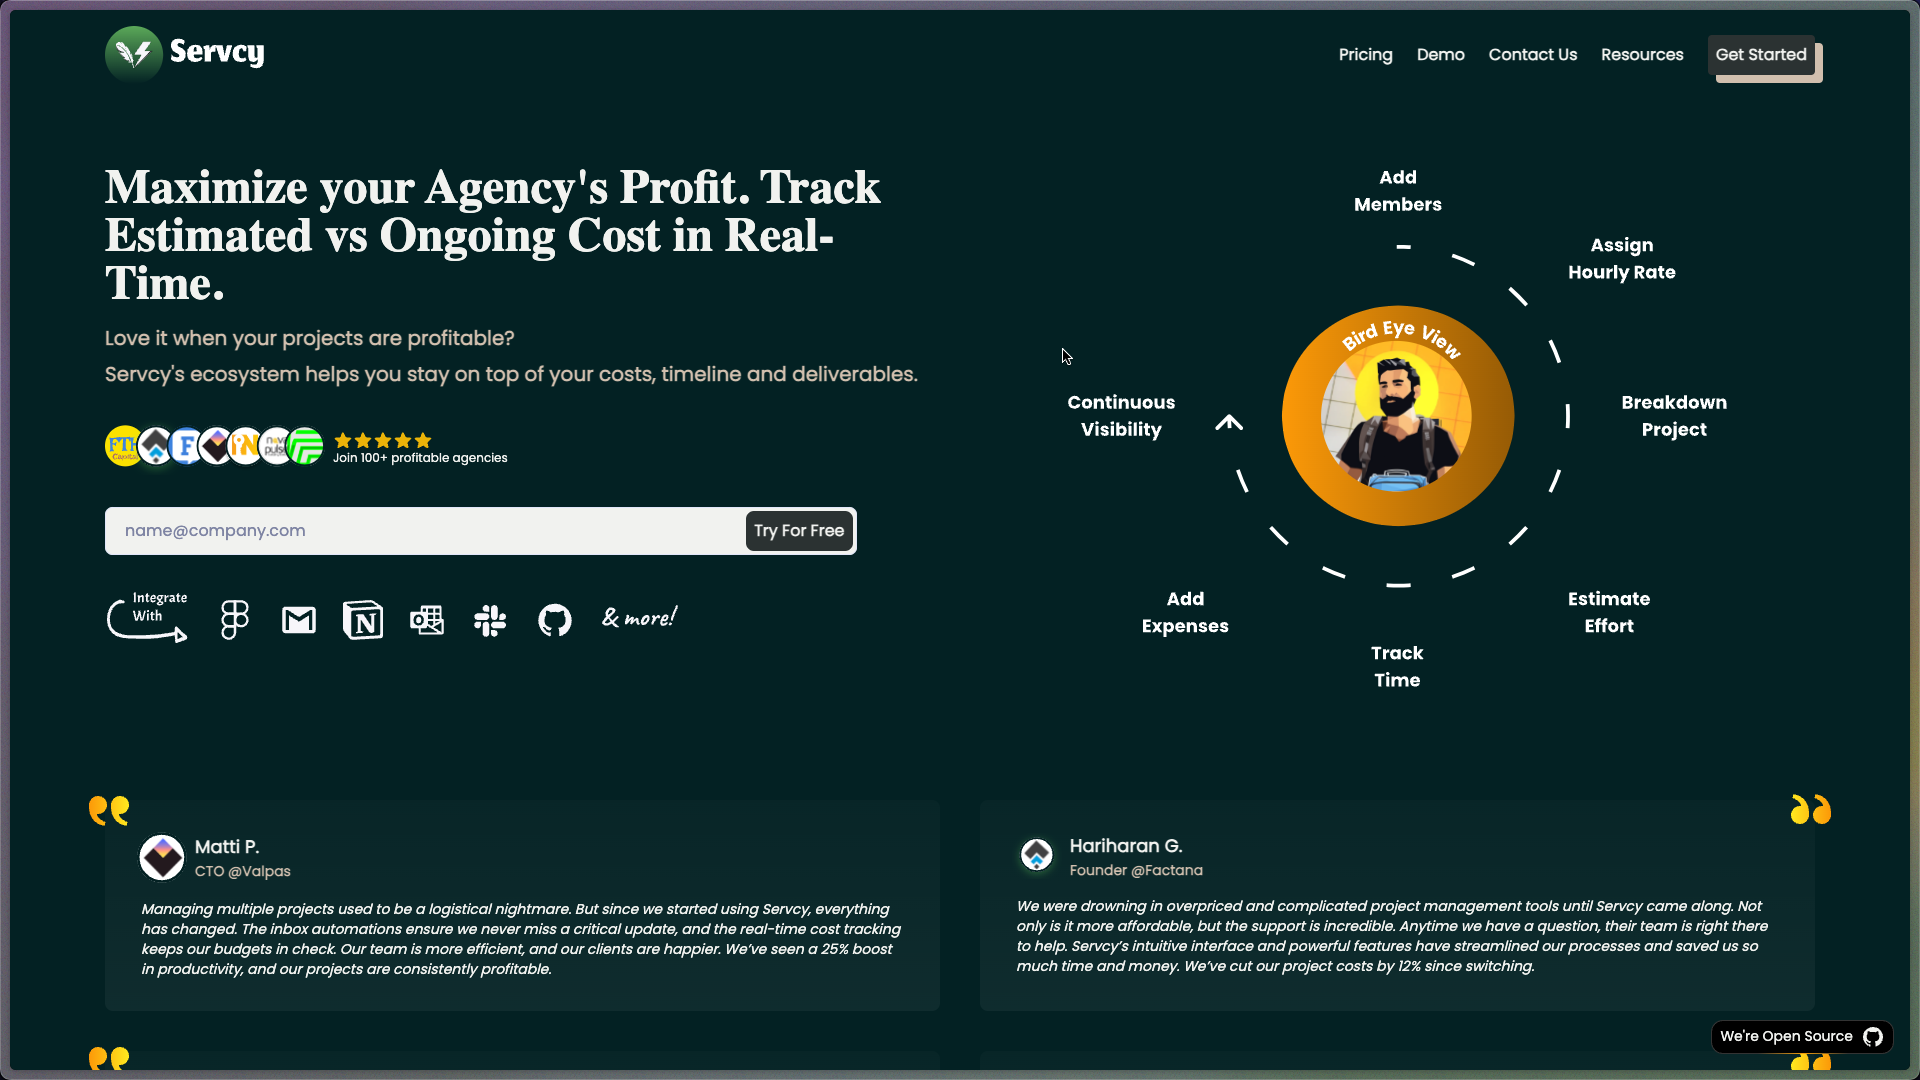 Servcy
Pricing
Demo
Contact Us
Resources
Get Started
Maximize your Agency's Profit. Track
Estimated vs Ongoing Cost in Real-
Time.
Love it when your projects are profitable?
Servcy's ecosystem helps you stay on top of your costs, timeline and deliverables.
FTH
Capital
F
iN
nova
pulse
Join 100+ profitable agencies
name@company.com
Try For Free
Integrate
With
& more!
Add
Members
Assign
Hourly Rate
Bird Eye View
Continuous
Visibility
Breakdown
Project
Add
Expenses
Estimate
Effort
Track
Time
Matti P.
CTO @Valpas
Managing multiple projects used to be a logistical nightmare. But since we started using Servcy, everything
has changed. The inbox automations ensure we never miss a critical update, and the real-time cost tracking
keeps our budgets in check. Our team is more efficient, and our clients are happier. We've seen a 25% boost
in productivity, and our projects are consistently profitable.
Hariharan G.
Founder @Factana
We were drowning in overpriced and complicated project management tools until Servcy came along. Not
only is it more affordable, but the support is incredible. Anytime we have a question, their team is right there
to help. Servcy's intuitive interface and powerful features have streamlined our processes and saved us so
much time and money. We've cut our project costs by 12% since switching.
We're Open Source